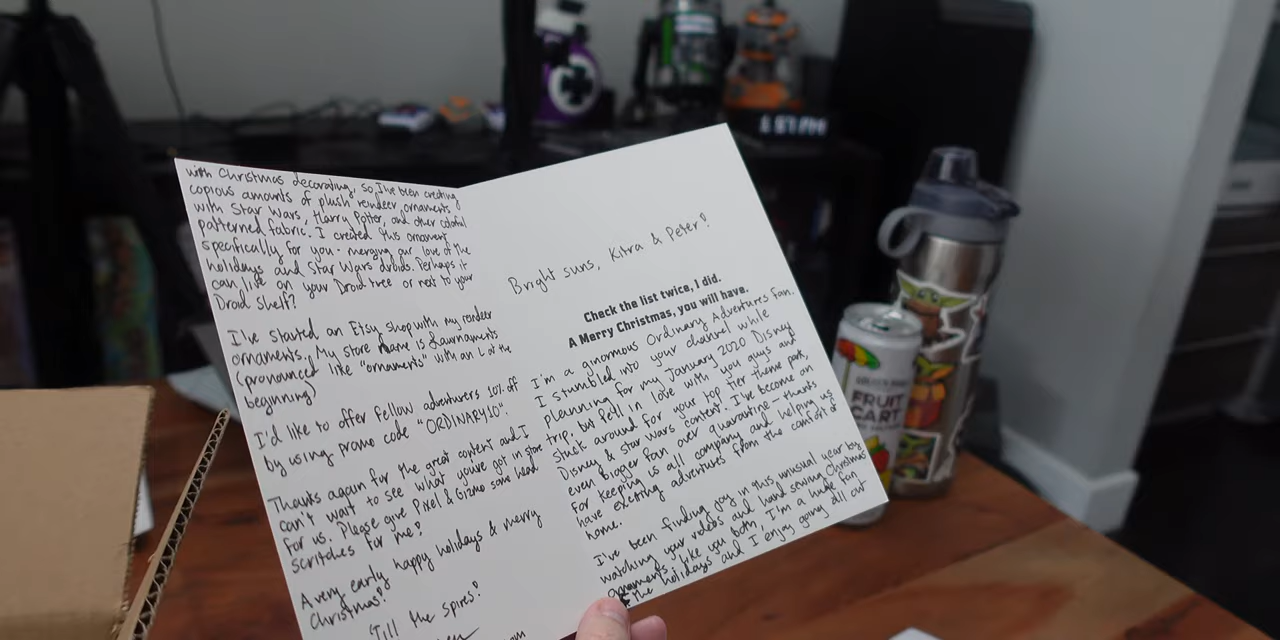 Bright suns, Kitra & Peter!
Check the list twice, I did.
A Merry Christmas, you will have.
I'm a ginormous Ordinary Adventures fan.
I stumbled into your channel while
planning for my January 2020 Disney
trip, but fell in love with you guys and
stuck around for your top tier theme park,
Disney & Star Wars content. I've become an
even bigger fan over quarantine - thanks
for keeping us all company and helping us
have exciting adventures from the comfort of
home.
I've been finding joy in this unusual year by
watching your videos and hand sewing Christmas
ornaments. Like you both, I'm a huge fan
of the holidays and I enjoy going all out
with Christmas decorating, so I've been creating
copious amounts of plush reindeer ornaments
with Star Wars, Harry Potter, and other colorful
patterned fabric. I created this ornament
specifically for you - merging our love of the
holidays and Star Wars droids. Perhaps it
can live on your Droid tree or next to your
Droid shelf?
I've started an Etsy shop with my reindeer
ornaments. My store name is
(pronounced like "ornaments" with an L at the
beginning)
I'd like to offer fellow adventurers 10% off
by using promo code "ORDINARY10".
Thanks again for the great content and I
can't wait to see what you've got in store
for us. Please give Pixel & Gizmo some head
scritches for me!
A very early happy holidays & merry
Christmas!
'Till the spires!
FRUIT
CART